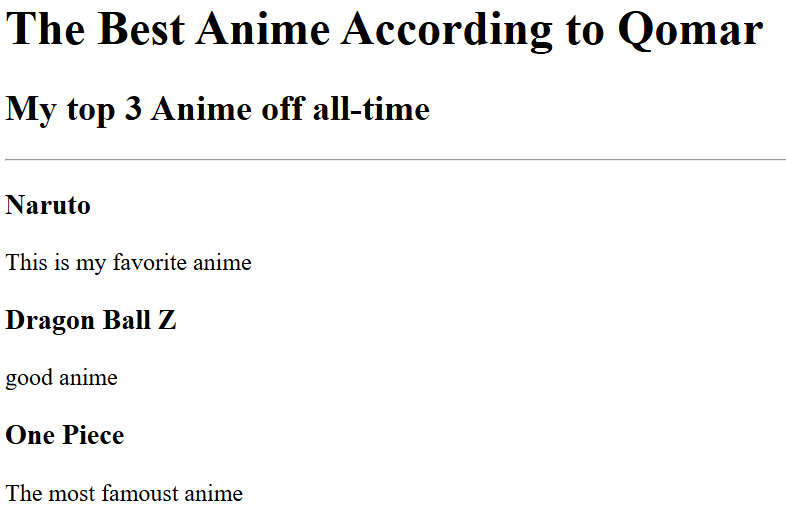 The Best Anime According to Qomar
My top 3 Anime off all-time
Naruto
This is my favorite anime
Dragon Ball Z
good anime
One Piece
The most famoust anime